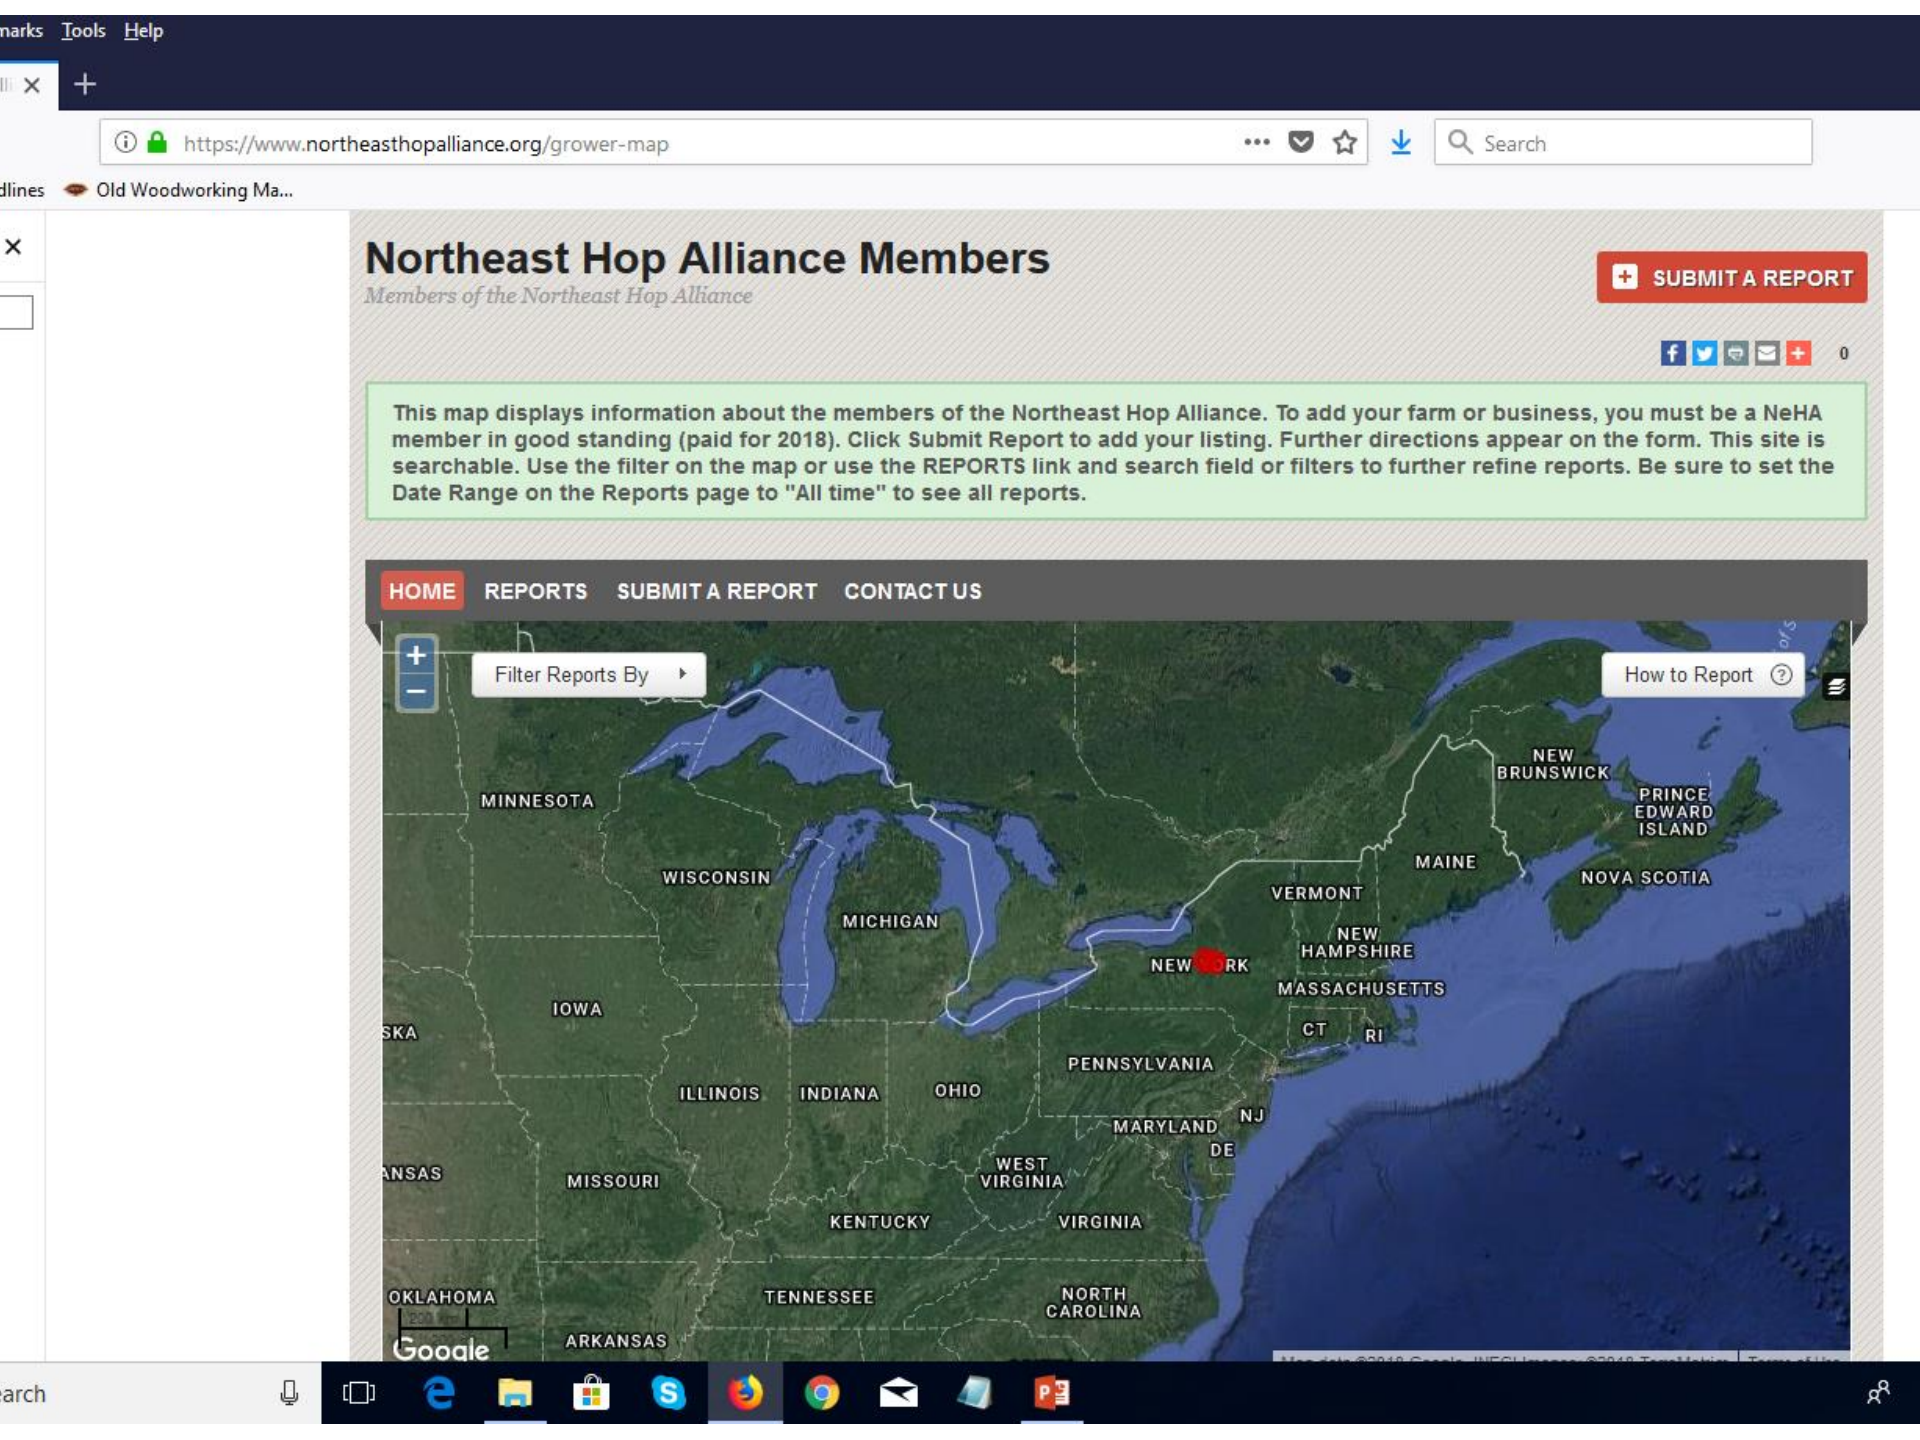 Tools Help
https://www.northeasthopalliance.org/grower-map
Search
Old Woodworking Ma...
Northeast Hop Alliance Members
Members of the Northeast Hop Alliance
SUBMIT A REPORT
0
This map displays information about the members of the Northeast Hop Alliance. To add your farm or business, you must be a NeHA
member in good standing (paid for 2018). Click Submit Report to add your listing. Further directions appear on the form. This site is
searchable. Use the filter on the map or use the REPORTS link and search field or filters to further refine reports. Be sure to set the
Date Range on the Reports page to "All time" to see all reports.
HOME REPORTS SUBMIT A REPORT CONTACT US
Filter Reports By
How to Report
NEW
BRUNSWICK
PRINCE
EDWARD
ISLAND
MINNESOTA
WISCONSIN
MICHIGAN
MAINE
NOVA SCOTIA
VERMONT
NEW
HAMPSHIRE
NEW
MASSACHUSETTS
IOWA
CT
RI
PENNSYLVANIA
ILLINOIS
INDIANA
OHIO
NJ
MARYLAND
DE
WEST
VIRGINIA
MISSOURI
KENTUCKY
VIRGINIA
OKLAHOMA
TENNESSEE
NORTH
CAROLINA
ARKANSAS
Google